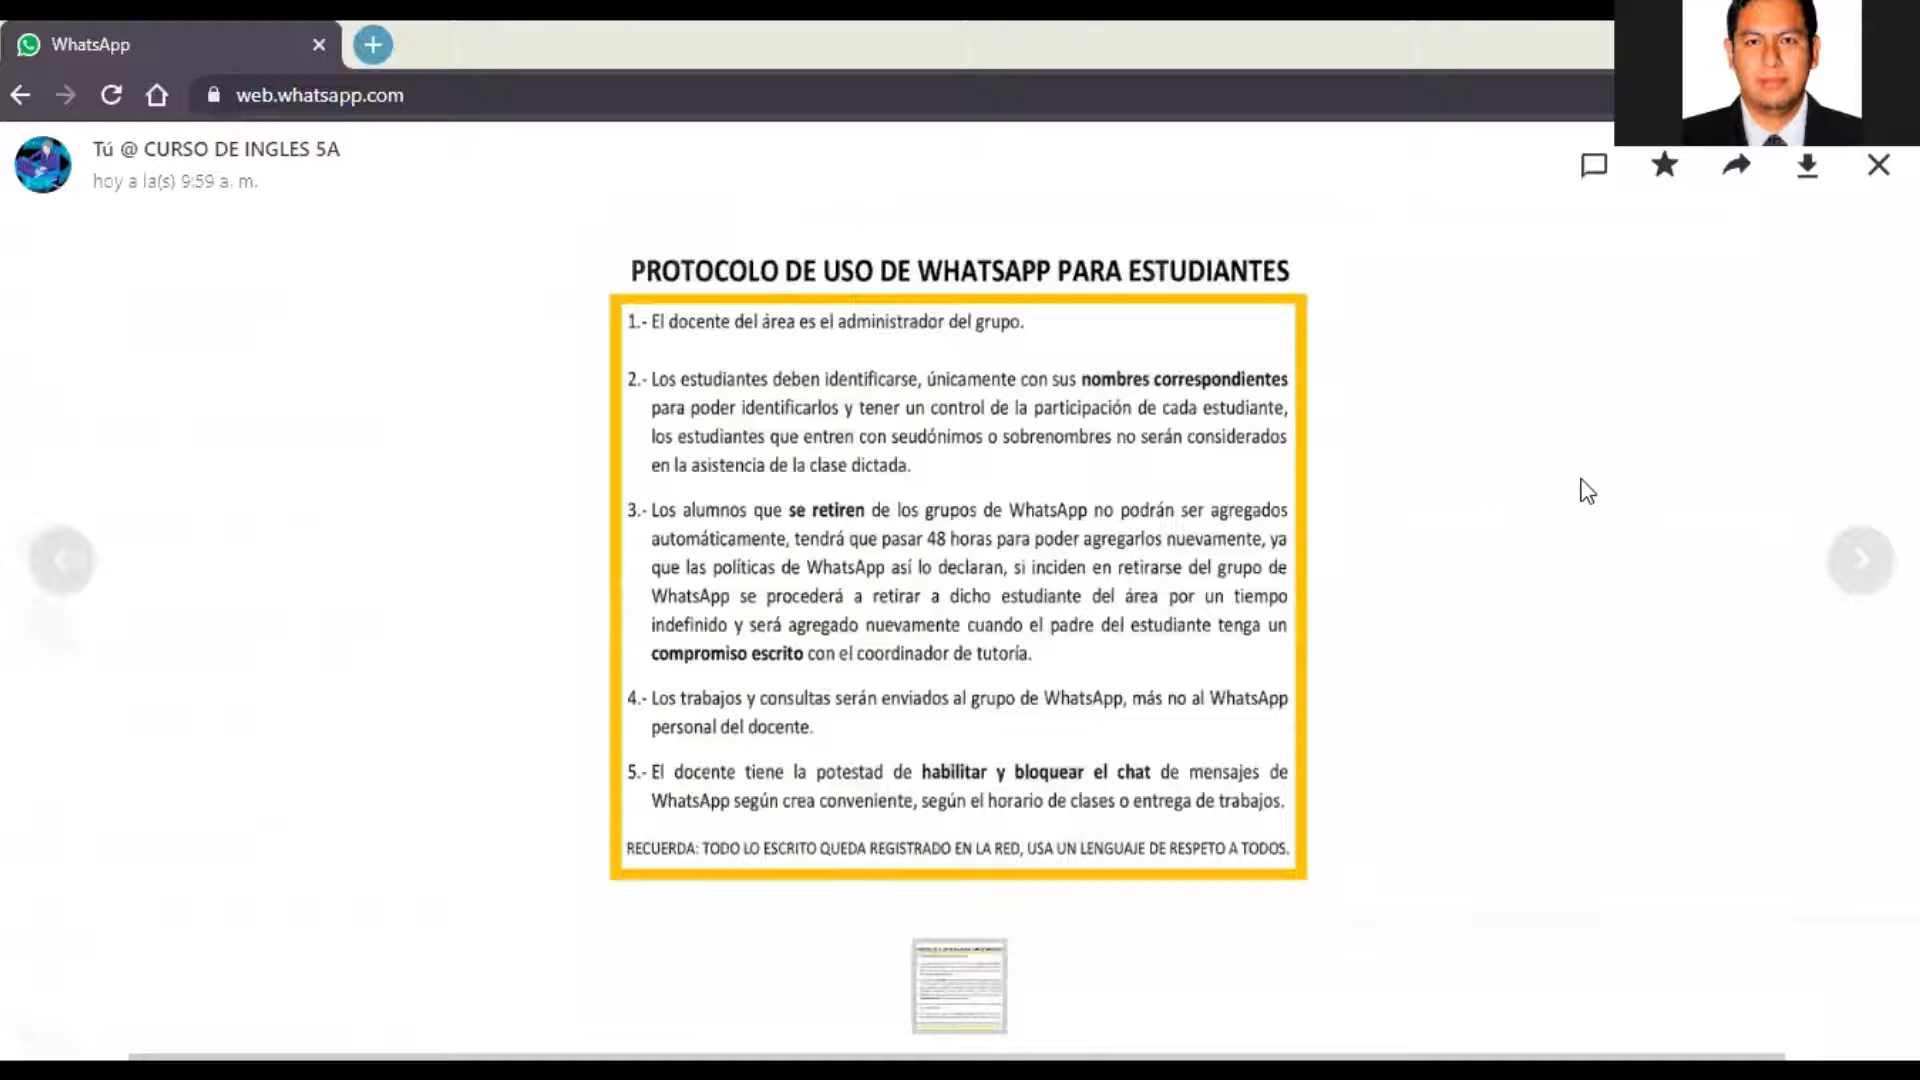 WhatsApp
web.whatsapp.com
Tú @ CURSO DE INGLES 5A
hoy a la(s) 9:59 a. m.
PROTOCOLO DE USO DE WHATSAPP PARA ESTUDIANTES
1.- El docente del área es el administrador del grupo.
2.- Los estudiantes deben identificarse, únicamente con sus nombres correspondientes
para poder identificarlos y tener un control de la participación de cada estudiante,
los estudiantes que entren con seudónimos o sobrenombres no serán considerados
en la asistencia de la clase dictada.
3.- Los alumnos que se retiren de los grupos de WhatsApp no podrán ser agregados
automáticamente, tendrá que pasar 48 horas para poder agregarlos nuevamente, ya
que las políticas de WhatsApp así lo declaran, si inciden en retirarse del grupo de
WhatsApp se procederá a retirar a dicho estudiante del área por un tiempo
indefinido y será agregado nuevamente cuando el padre del estudiante tenga un
compromiso escrito con el coordinador de tutoría.
4.- Los trabajos y consultas serán enviados al grupo de WhatsApp, más no al WhatsApp
personal del docente.
5.- El docente tiene la potestad de habilitar y bloquear el chat de mensajes de
WhatsApp según crea conveniente, según el horario de clases o entrega de trabajos.
RECUERDA: TODO LO ESCRITO QUEDA REGISTRADO EN LA RED, USA UN LENGUAJE DE RESPETO A TODOS.